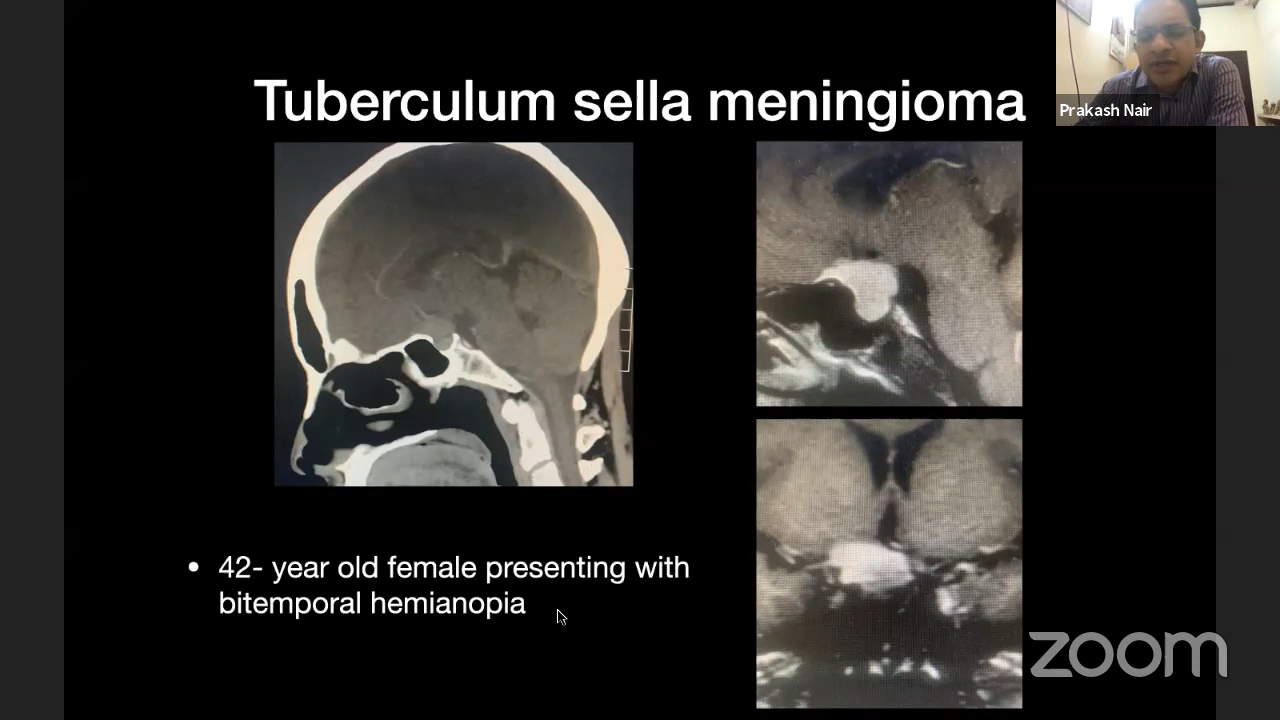 Tuberculum sella meningioma
Prakash Nair
• 42- year old female presenting with
bitemporal hemianopia
zoom